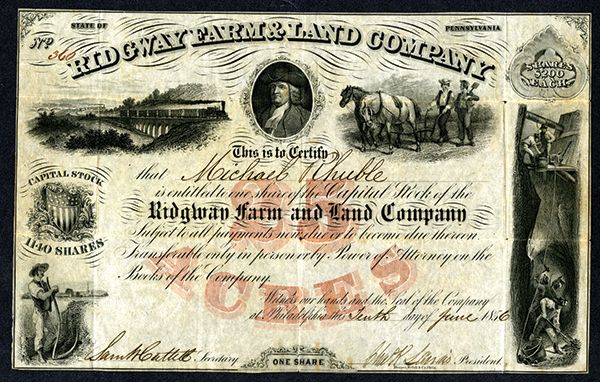 STATE OF PENNSYLVANIA
No 360
RIDGWAY FARM & LAND COMPANY
SHARES
$200
EACH
This is to Certify
that Michael
is entitled to one share of the Capital Stock of the
CAPITAL STOCK
1140 SHARES
Ridgway Farm and Land Company
Subject to all payments now due or to become due thereon
Transferable only in person or by Power of Attorney on the
Books of the Company.
25
ACRES
Witness our hands and the Seal of the Company
at Philadelphia the Tenth day of June 1856
Secretary
ONE SHARE
President